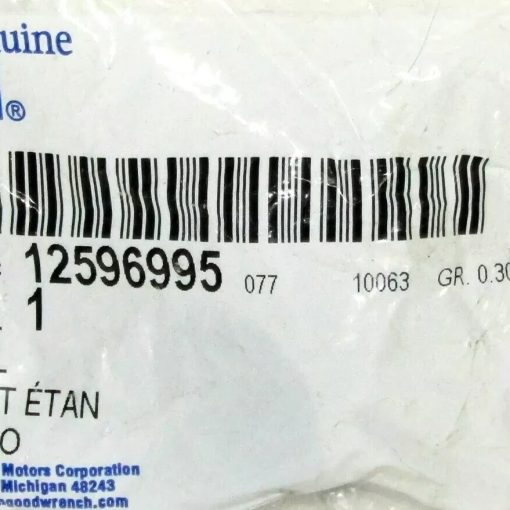 uine
®
12596995 077 10063 GR. 0.30
1
T ÉTAN
O
Motors Corporation
Michigan 48243
goodwrench.com